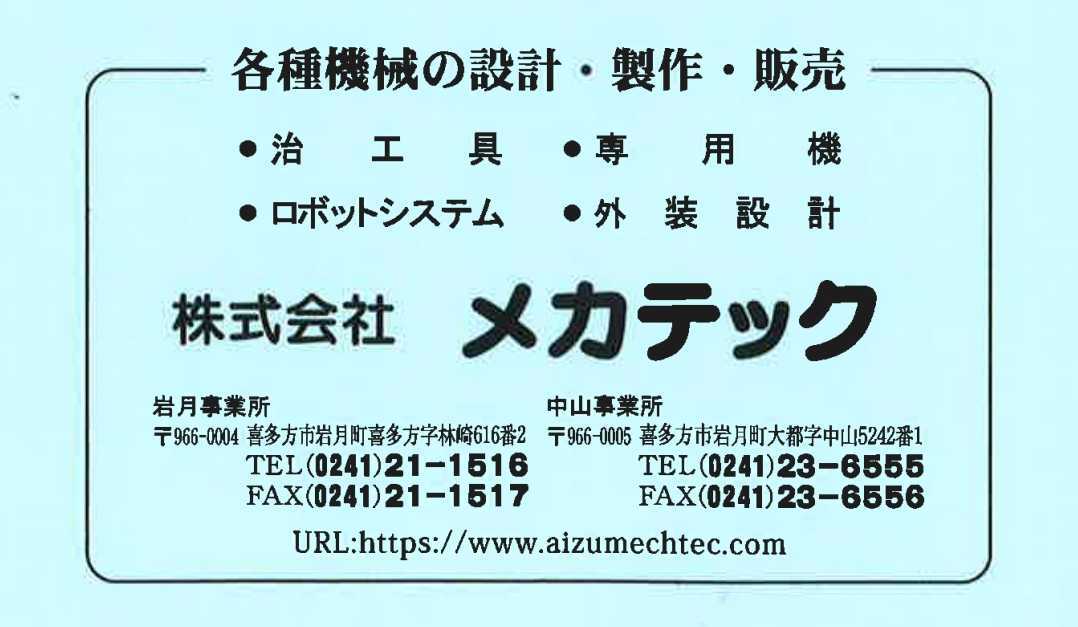 各種機械の設計・製作・販売
●治工具 ●専用機
●ロボットシステム ●外装設計
株式会社 メカテック
岩月事業所
〒966-0004 喜多方市岩月町喜多方字林崎616番2
TEL(0241)21-1516
FAX(0241)21-1517
中山事業所
〒966-0005 喜多方市岩月町大都字中山5242番1
TEL(0241)23-6555
FAX(0241)23-6556
URL:https://www.aizumechtec.com